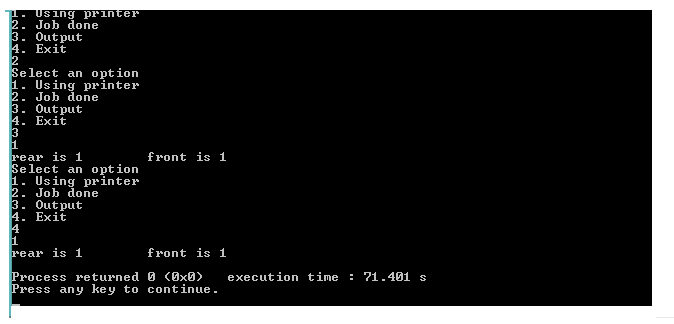 1. Using printer
2. Job done
3. Output
4. Exit
2
Select an option
1. Using printer
2. Job done
3. Output
4. Exit
3
1
rear is 1        front is 1
Select an option
1. Using printer
2. Job done
3. Output
4. Exit
4
1
rear is 1        front is 1
Process returned 0 (0x0)   execution time : 71.401 s
Press any key to continue.